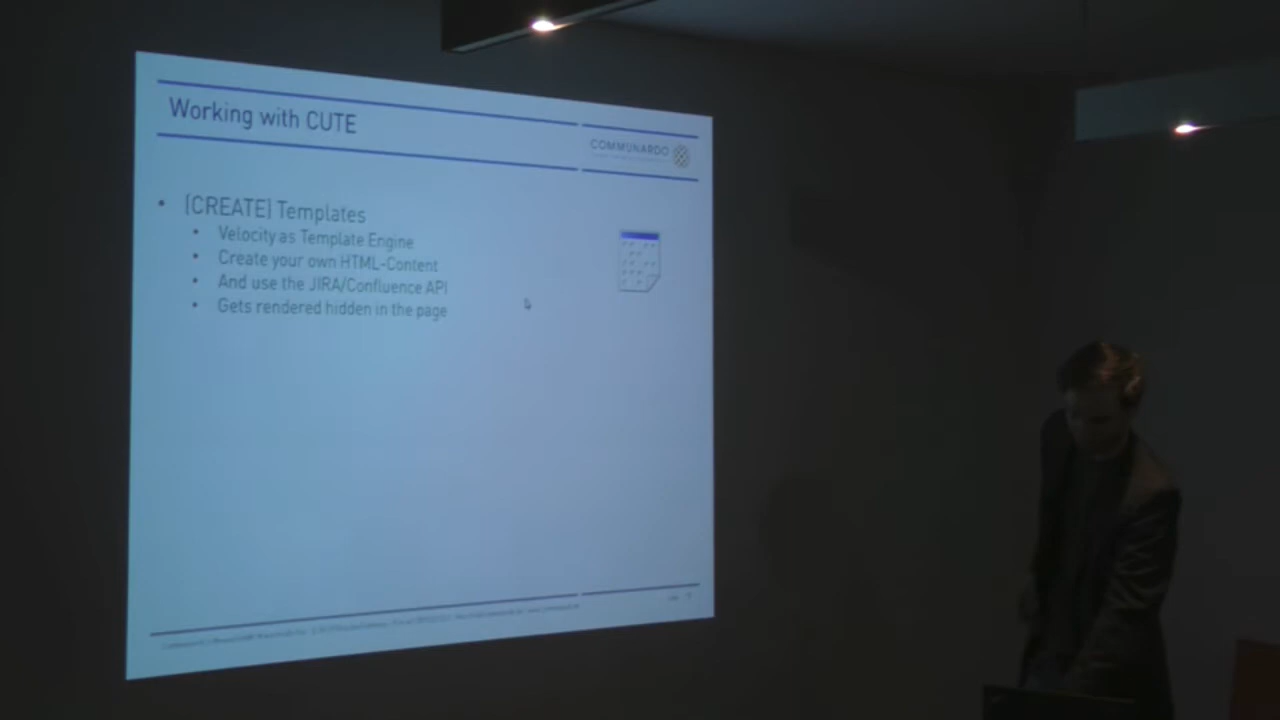 Working with CUTE
COMMUNARDO
• [CREATE] Templates
• Velocity as Template Engine
• Create your own HTML-Content
• And use the JIRA/Confluence API
• Gets rendered hidden in the page